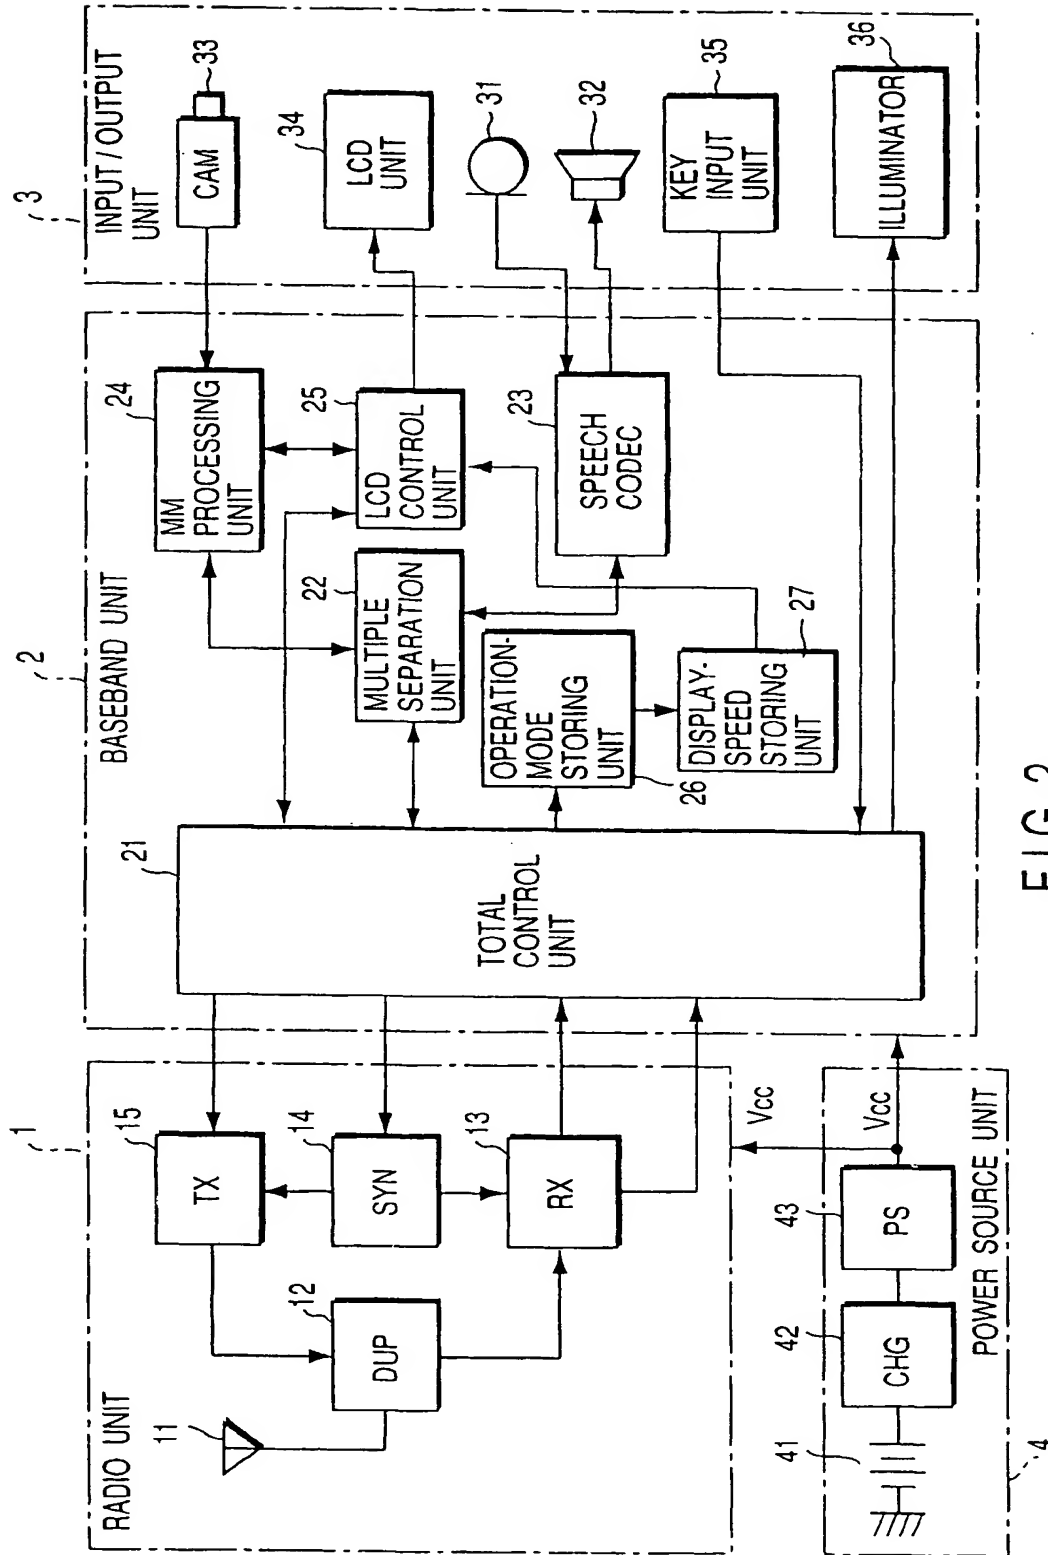 1
RADIO UNIT
11
12
DUP
15
TX
14
SYN
13
RX
2
BASEBAND UNIT
21
TOTAL
CONTROL
UNIT
24
MM
PROCESSING
UNIT
22
MULTIPLE
SEPARATION
UNIT
25
LCD
CONTROL
UNIT
OPERATION-
MODE
STORING
UNIT
26
DISPLAY-
SPEED
STORING
UNIT
27
23
SPEECH
CODEC
3
INPUT/OUTPUT
UNIT
CAM
33
34
LCD
UNIT
31
32
35
KEY
INPUT
UNIT
36
ILLUMINATOR
4
POWER SOURCE UNIT
41
42
CHG
43
PS
Vcc
Vcc